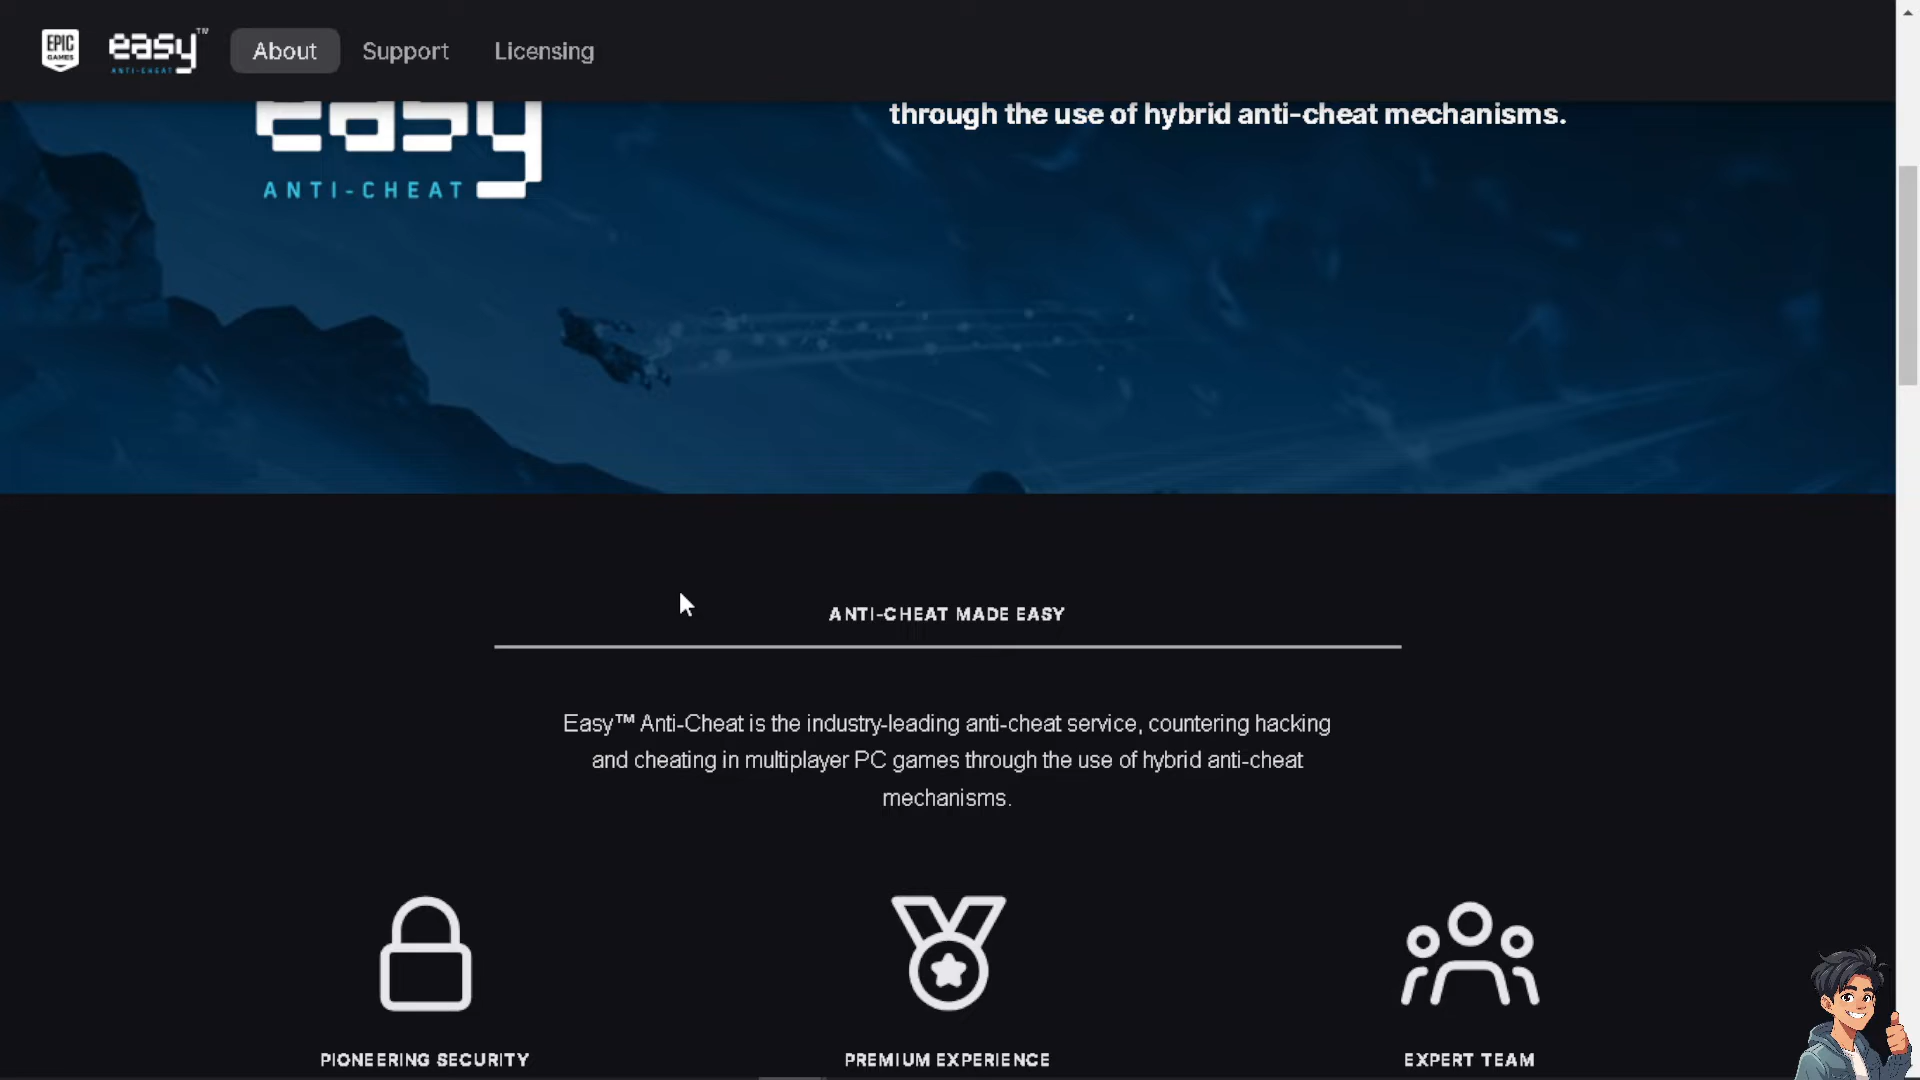 EPIC
GAMES
easy™
ANTI-CHEAT
About
Support
Licensing
through the use of hybrid anti-cheat mechanisms.
easy
ANTI-CHEAT
ANTI-CHEAT MADE EASY
Easy™ Anti-Cheat is the industry-leading anti-cheat service, countering hacking
and cheating in multiplayer PC games through the use of hybrid anti-cheat
mechanisms.
PIONEERING SECURITY
PREMIUM EXPERIENCE
EXPERT TEAM